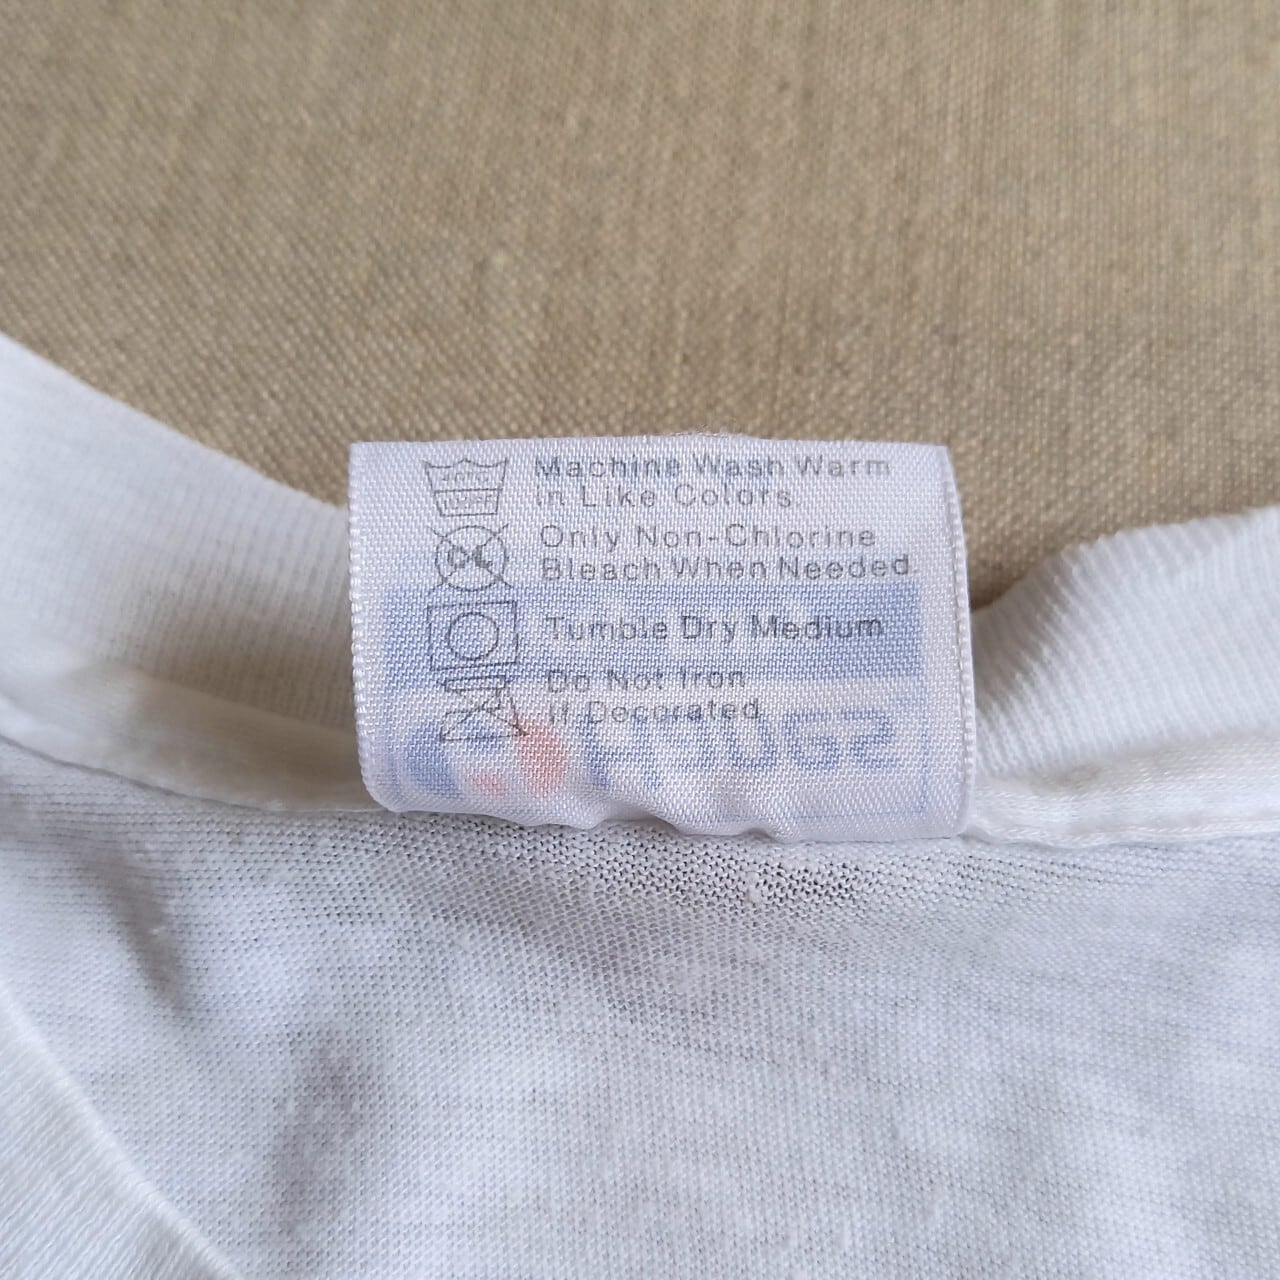 Machine Wash Warm
in Like Colors.
Only Non-Chlorine
Bleach When Needed.
Tumble Dry Medium
Do Not Iron
If Decorated